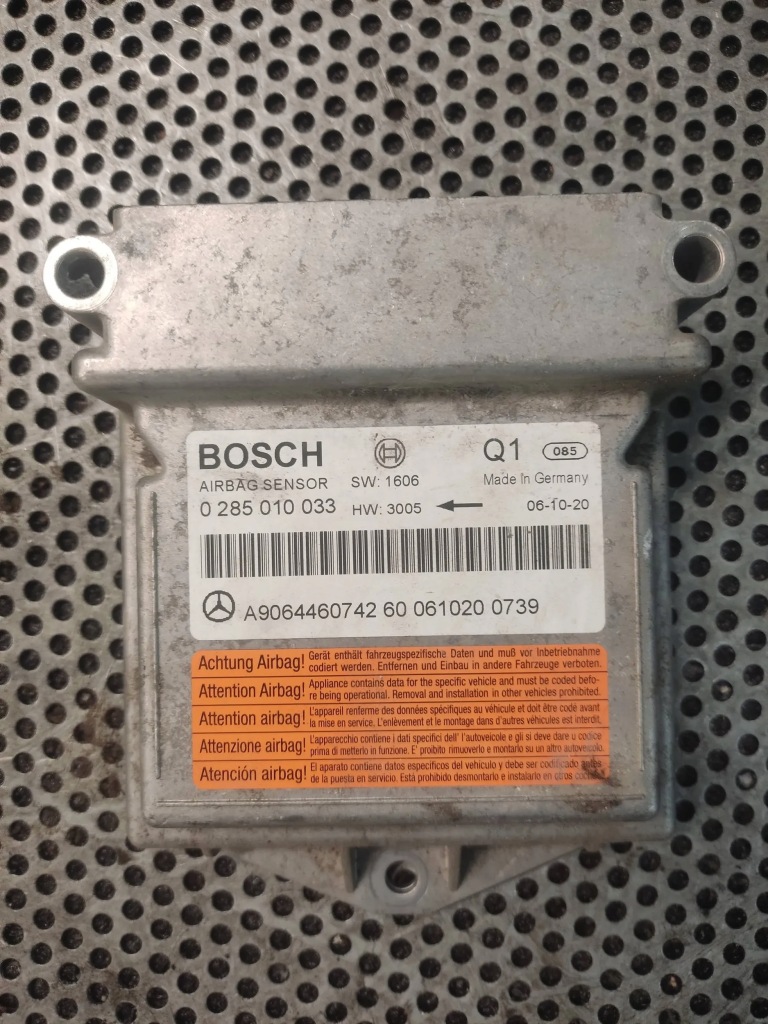 BOSCH Q1 085
AIRBAG SENSOR SW: 1606 Made in Germany
0 285 010 033 HW: 3005 06-10-20
A9064460742 60 061020 0739
Achtung Airbag! Gerät enthält fahrzeugspezifische Daten und muß vor Inbetriebnahme
codiert werden. Entfernen und Einbau in andere Fahrzeuge verboten.
Attention Airbag! Appliance contains data for the specific vehicle and must be coded befo-
re being operational. Removal and installation in other vehicles prohibited.
Attention airbag! L'appareil renferme des données spécifiques au véhicule et doit être codé avant
la mise en service. L'enlèvement et le montage dans d'autres véhicules est interdit.
Attenzione airbag! L'apparecchio contiene i dati specifici dell' l'autoveicole e gli si deve dare u codice
prima di metterlo in funzione. E' proibito rimuoverlo e montarlo su un altro autoveicolo.
Atención airbag! El aparato contiene datos específicos del vehículo y debe ser codificado antes
de la puesta en servicio. Está prohibido desmontarlo e instalarlo en otros